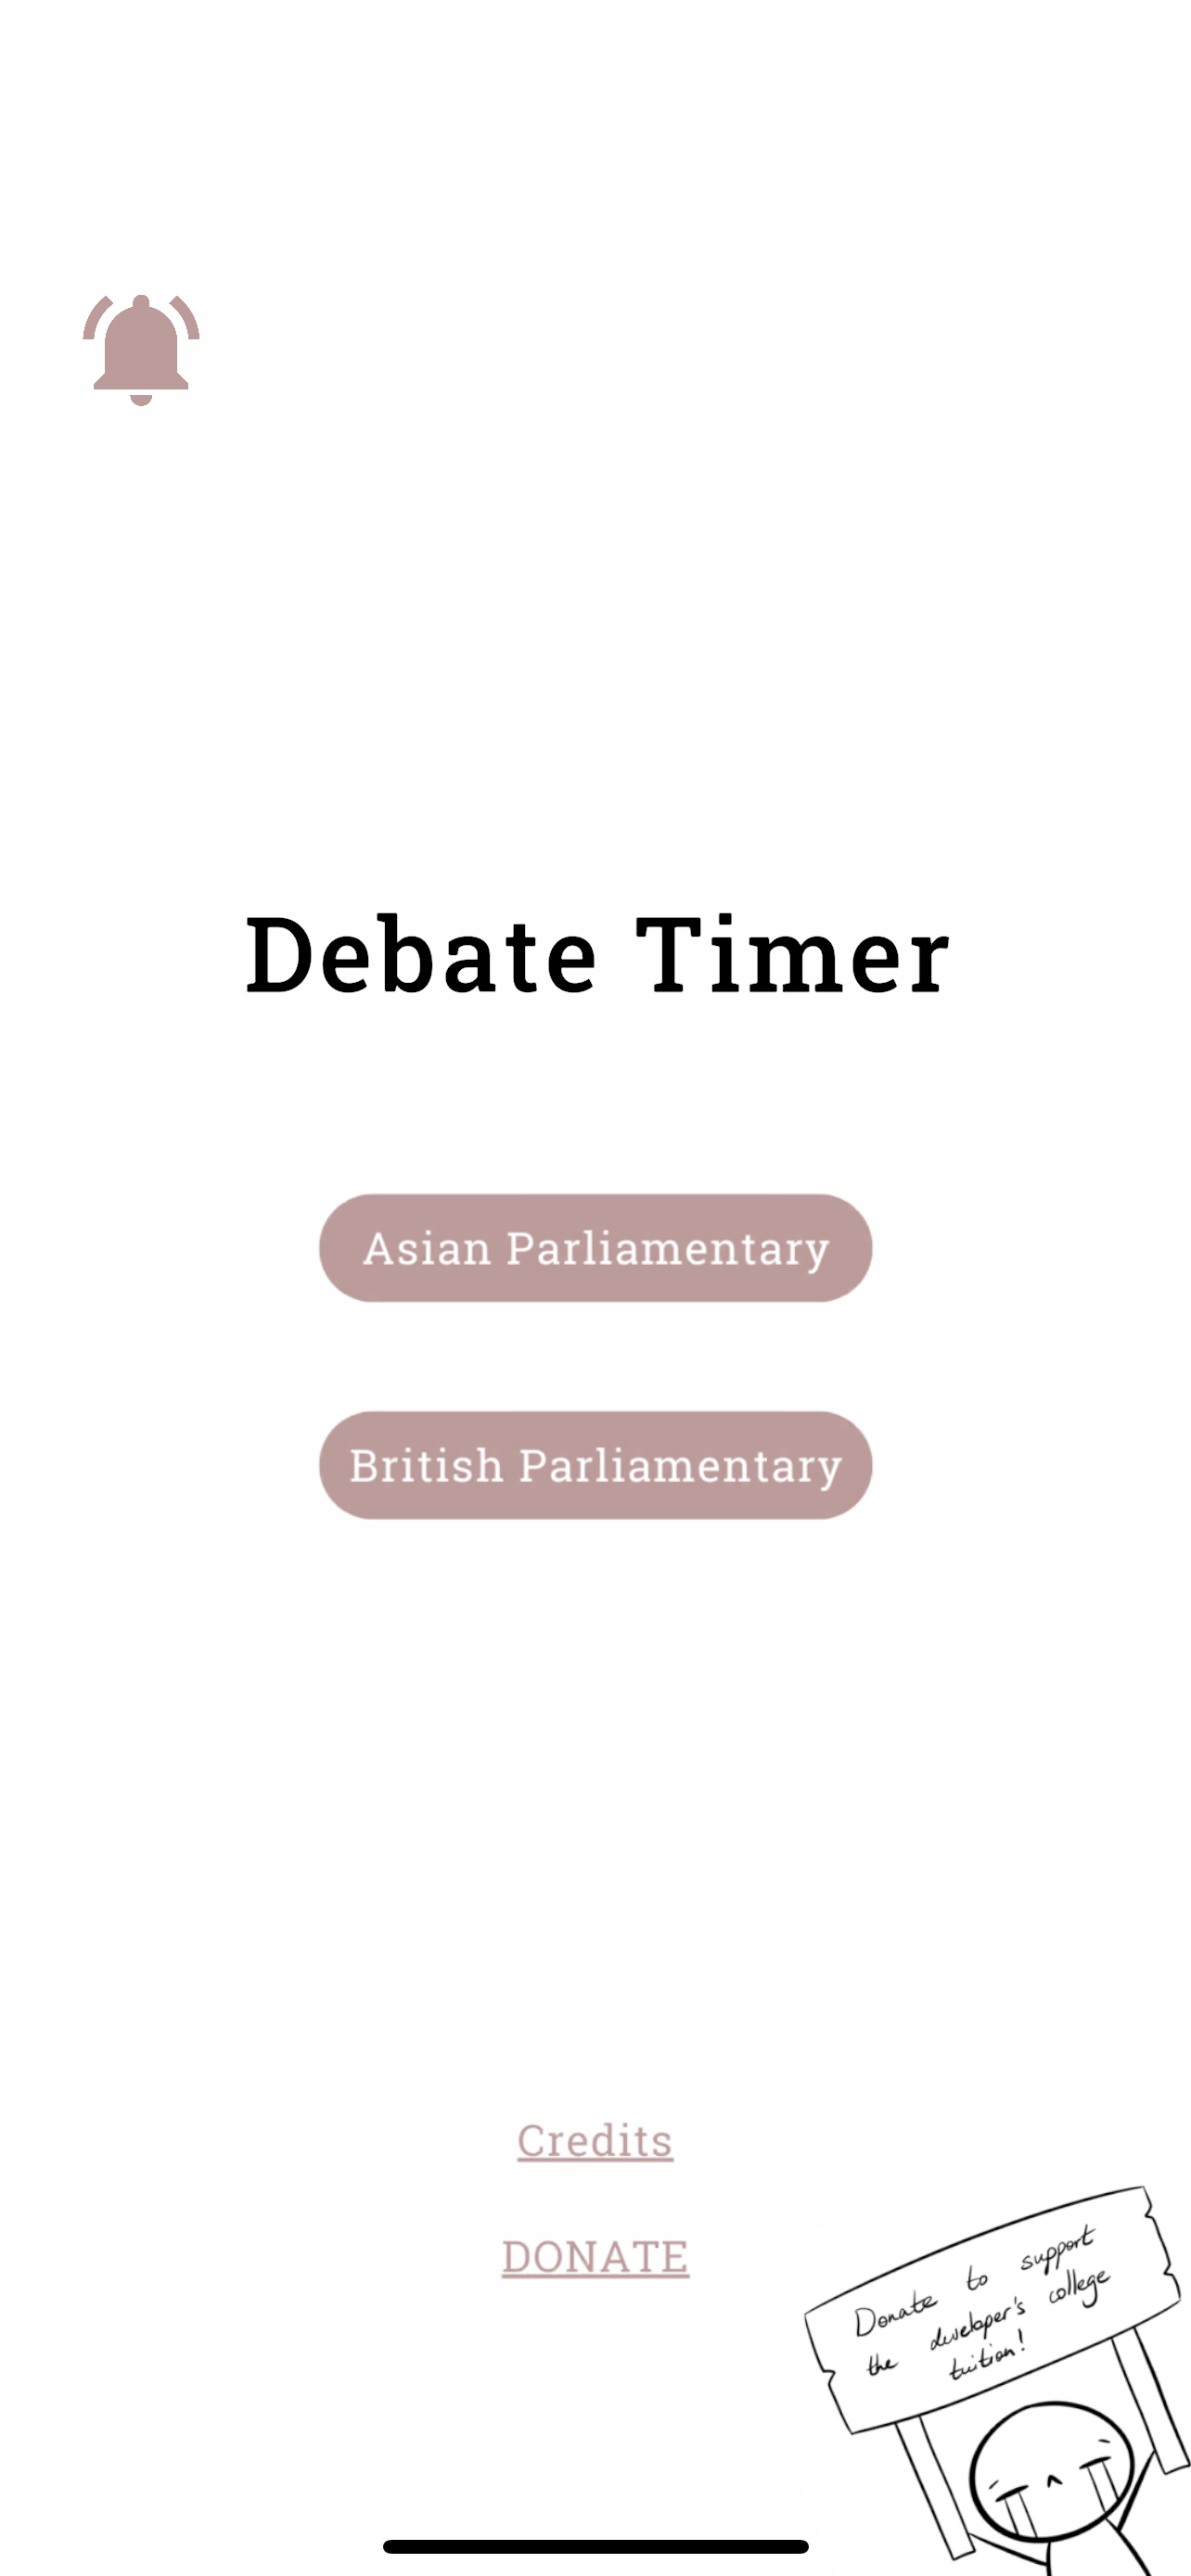 Debate Timer
Asian Parliamentary
British Parliamentary
Credits
DONATE
Donate to support
the developer's college
tuition!